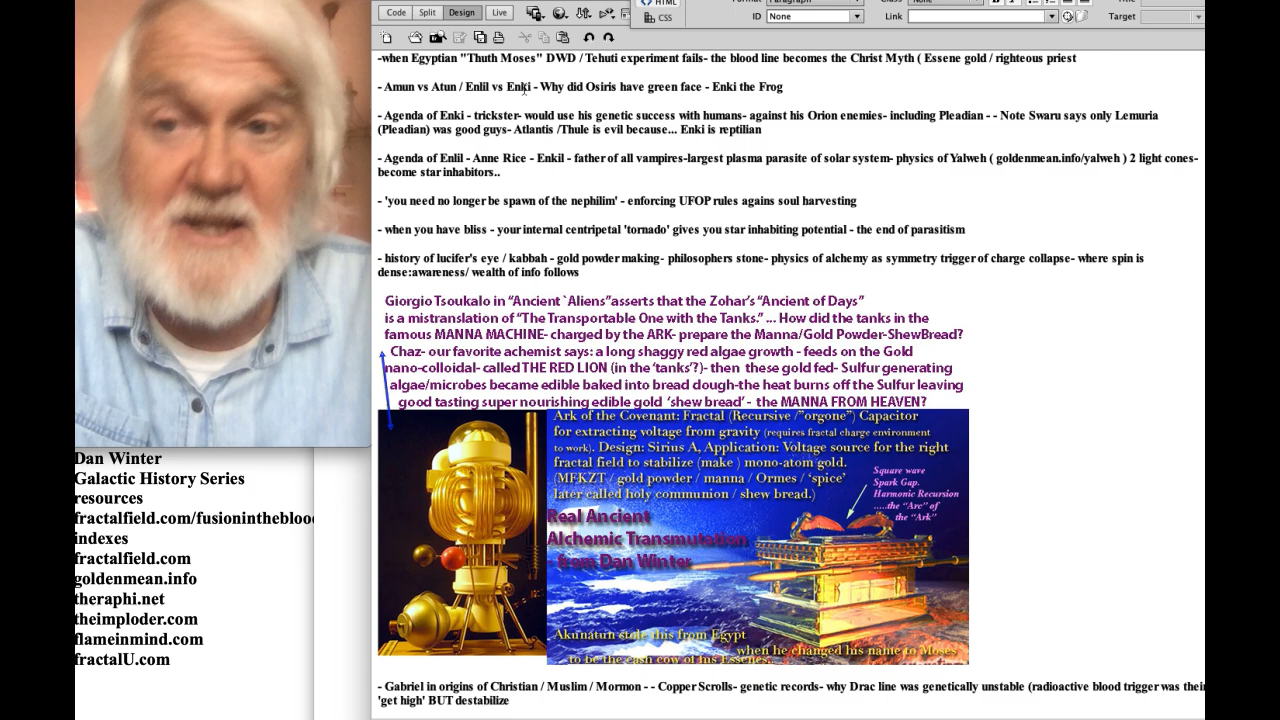 Code Split Design Live
HTML
CSS
ID None
Link
Target
-when Egyptian "Thuth Moses" DWD / Tehuti experiment fails- the blood line becomes the Christ Myth ( Essene gold / righteous priest
- Amun vs Atun / Enlil vs Enki - Why did Osiris have green face - Enki the Frog
- Agenda of Enki - trickster- would use his genetic success with humans- against his Orion enemies- including Pleadian - - Note Swaru says only Lemuria
(Pleadian) was good guys- Atlantis /Thule is evil because... Enki is reptilian
- Agenda of Enlil - Anne Rice - Enkil - father of all vampires-largest plasma parasite of solar system- physics of Yalweh ( goldenmean.info/yalweh ) 2 light cones-
become star inhabitors..
- 'you need no longer be spawn of the nephilim' - enforcing UFOP rules agains soul harvesting
- when you have bliss - your internal centripetal 'tornado' gives you star inhabiting potential - the end of parasitism
- history of lucifer's eye / kabbah - gold powder making- philosophers stone- physics of alchemy as symmetry trigger of charge collapse- where spin is
dense:awareness/ wealth of info follows
Giorgio Tsoukalo in “Ancient `Aliens”asserts that the Zohar’s “Ancient of Days”
is a mistranslation of “The Transportable One with the Tanks.” ... How did the tanks in the
famous MANNA MACHINE- charged by the ARK- prepare the Manna/Gold Powder-ShewBread?
Chaz- our favorite achemist says: a long shaggy red algae growth - feeds on the Gold
nano-colloidal- called THE RED LION (in the ‘tanks’?)- then these gold fed- Sulfur generating
algae/microbes became edible baked into bread dough-the heat burns off the Sulfur leaving
good tasting super nourishing edible gold ‘shew bread’ - the MANNA FROM HEAVEN?
Ark of the Covenant: Fractal (Recursive /"orgone") Capacitor
for extracting voltage from gravity (requires fractal charge environment
to work). Design: Sirius A, Application: Voltage source for the right
fractal field to stabilize (make ) mono-atom gold.
(MFKZT / gold powder / manna / Ormes / ‘spice’
later called holy communion / shew bread.)
Square wave
Spark Gap.
Harmonic Recursion
.....the "Arc" of
the "Ark"
Real Ancient
Alchemic Transmutation
- from Dan Winter
Akunatun stole this from Egypt
when he changed his name to Moses
to be the cash cow of his Essenes..
Dan Winter
Galactic History Series
resources
fractalfield.com/fusioninthebloo
indexes
fractalfield.com
goldenmean.info
theraphi.net
theimploder.com
flameinmind.com
fractalU.com
- Gabriel in origins of Christian / Muslim / Mormon - - Copper Scrolls- genetic records- why Drac line was genetically unstable (radioactive blood trigger was thei
'get high' BUT destabilize